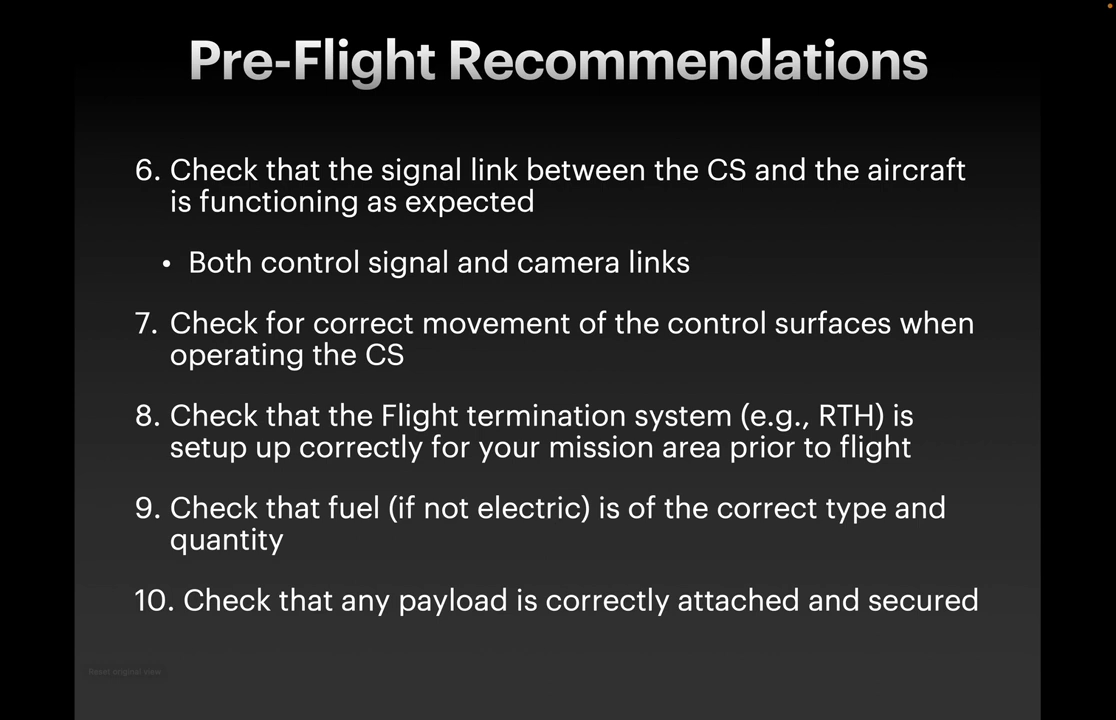 Pre-Flight Recommendations
6. Check that the signal link between the CS and the aircraft
is functioning as expected
• Both control signal and camera links
7. Check for correct movement of the control surfaces when
operating the CS
8. Check that the Flight termination system (e.g., RTH) is
setup up correctly for your mission area prior to flight
9. Check that fuel (if not electric) is of the correct type and
quantity
10. Check that any payload is correctly attached and secured
Reset original view